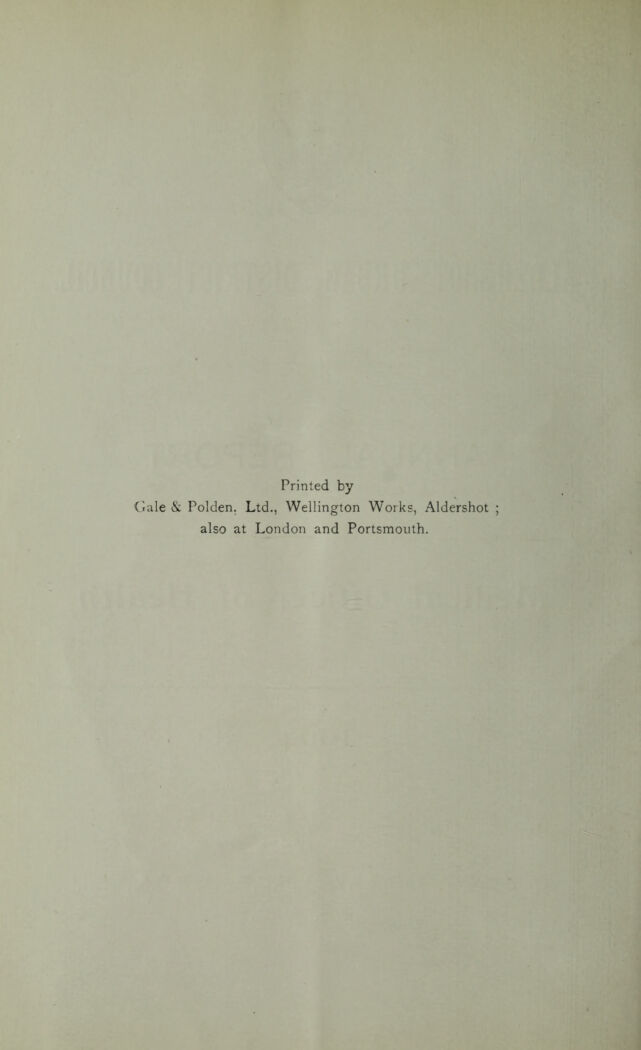 Printed by
Gale & Polden, Ltd., Wellington Works, Aldershot ;
also at London and Portsmouth.